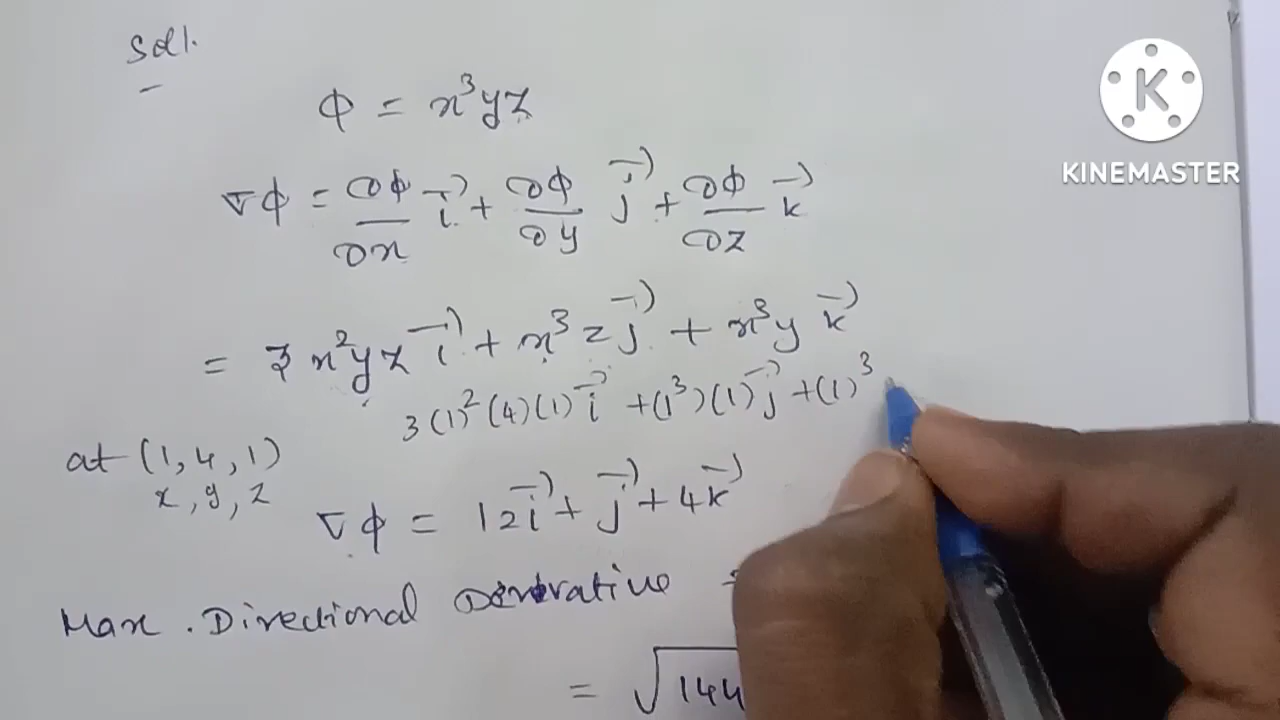 Sol.
KINEMASTER
ϕ = x³yz
∇ϕ = ∂ϕ/∂x i⃗ + ∂ϕ/∂y j⃗ + ∂ϕ/∂z k⃗
= 3x²yz i⃗ + x³z j⃗ + x³y k⃗
3(1)²(4)(1) i⃗ + (1³)(1) j⃗ + (1)³
at (1, 4, 1)
x, y, z
∇ϕ = 12 i⃗ + j⃗ + 4k⃗
Max. Directional Derivative
= √144